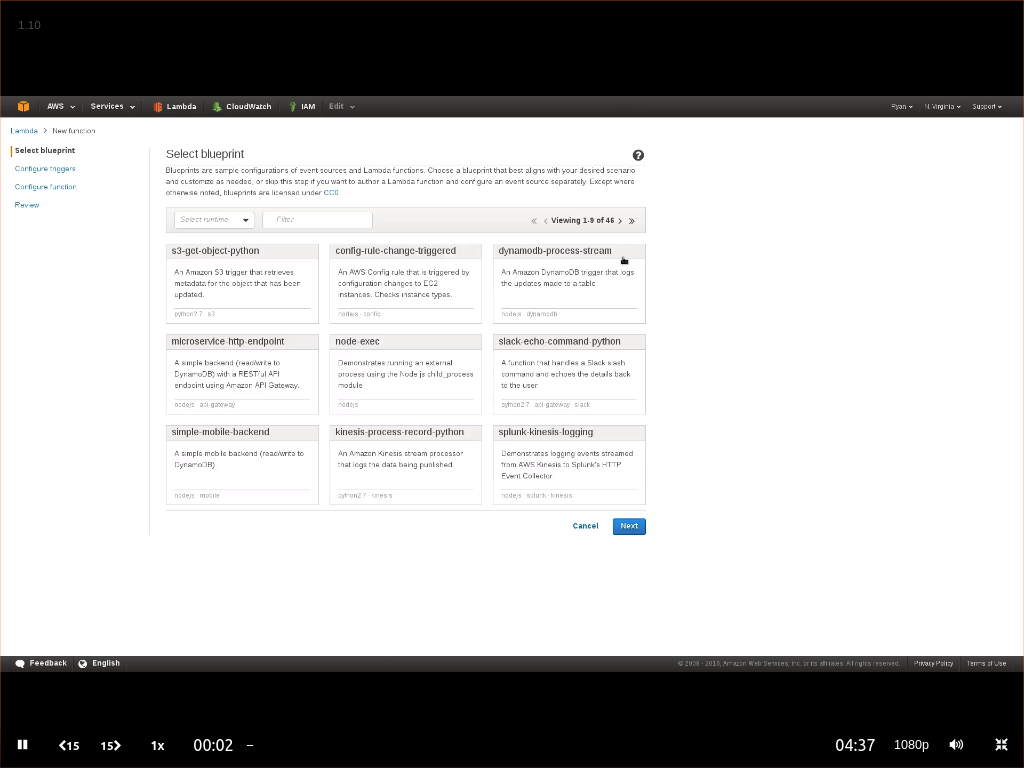 1.10
AWS Services Lambda CloudWatch IAM Edit Ryan N. Virginia Support
Lambda > New function
Select blueprint
Configure triggers
Configure function
Review
Select blueprint
Blueprints are sample configurations of event sources and Lambda functions. Choose a blueprint that best aligns with your desired scenario
and customize as needed, or skip this step if you want to author a Lambda function and configure an event source separately. Except where
otherwise noted, blueprints are licensed under CC0.
Select runtime Filter « ‹ Viewing 1-9 of 46 › »
s3-get-object-python
An Amazon S3 trigger that retrieves
metadata for the object that has been
updated.
python2.7 · s3
config-rule-change-triggered
An AWS Config rule that is triggered by
configuration changes to EC2
instances. Checks instance types.
nodejs · config
dynamodb-process-stream
An Amazon DynamoDB trigger that logs
the updates made to a table.
nodejs · dynamodb
microservice-http-endpoint
A simple backend (read/write to
DynamoDB) with a RESTful API
endpoint using Amazon API Gateway.
nodejs · api-gateway
node-exec
Demonstrates running an external
process using the Node.js child_process
module.
nodejs
slack-echo-command-python
A function that handles a Slack slash
command and echoes the details back
to the user.
python2.7 · api-gateway · slack
simple-mobile-backend
A simple mobile backend (read/write to
DynamoDB).
nodejs · mobile
kinesis-process-record-python
An Amazon Kinesis stream processor
that logs the data being published.
python2.7 · kinesis
splunk-kinesis-logging
Demonstrates logging events streamed
from AWS Kinesis to Splunk's HTTP
Event Collector.
nodejs · splunk · kinesis
Cancel Next
Feedback English © 2008 - 2016, Amazon Web Services, Inc. or its affiliates. All rights reserved. Privacy Policy Terms of Use
15 15 1x 00:02 – 04:37 1080p